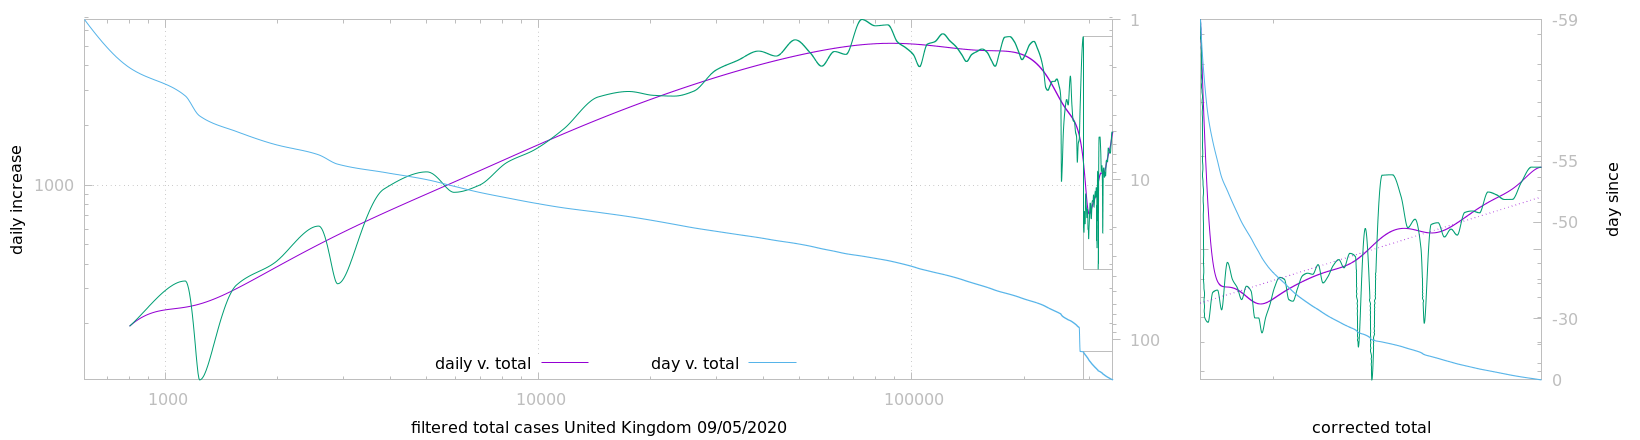 daily increase
1000
daily v. total
day v. total
1
10
100
1000
10000
100000
filtered total cases United Kingdom 09/05/2020
-59
-55
-50
-30
0
day since
corrected total